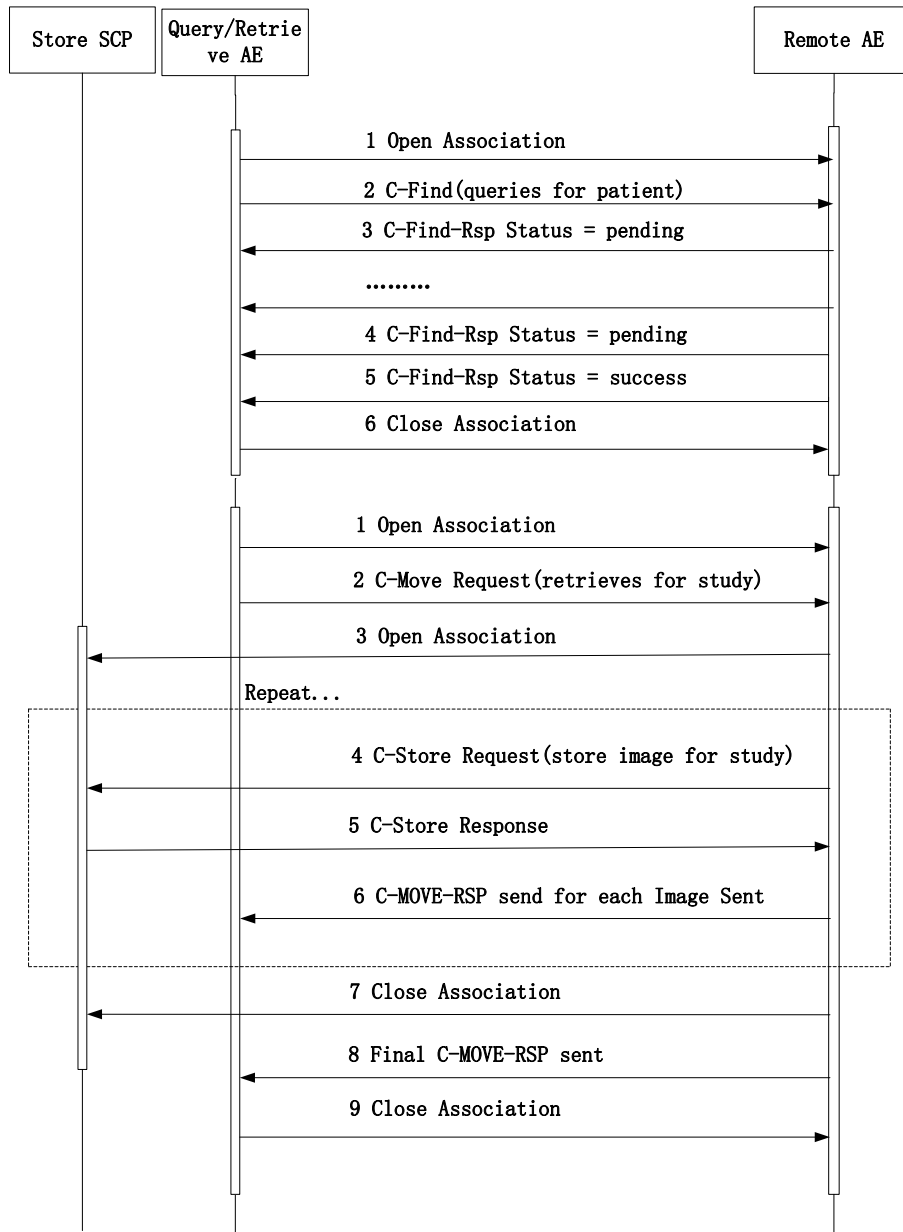 Store SCP
Query/Retrie
ve AE
Remote AE
1 Open Association
2 C-Find(queries for patient)
3 C-Find-Rsp Status = pending
.........
4 C-Find-Rsp Status = pending
5 C-Find-Rsp Status = success
6 Close Association
1 Open Association
2 C-Move Request(retrieves for study)
3 Open Association
Repeat...
4 C-Store Request(store image for study)
5 C-Store Response
6 C-MOVE-RSP send for each Image Sent
7 Close Association
8 Final C-MOVE-RSP sent
9 Close Association